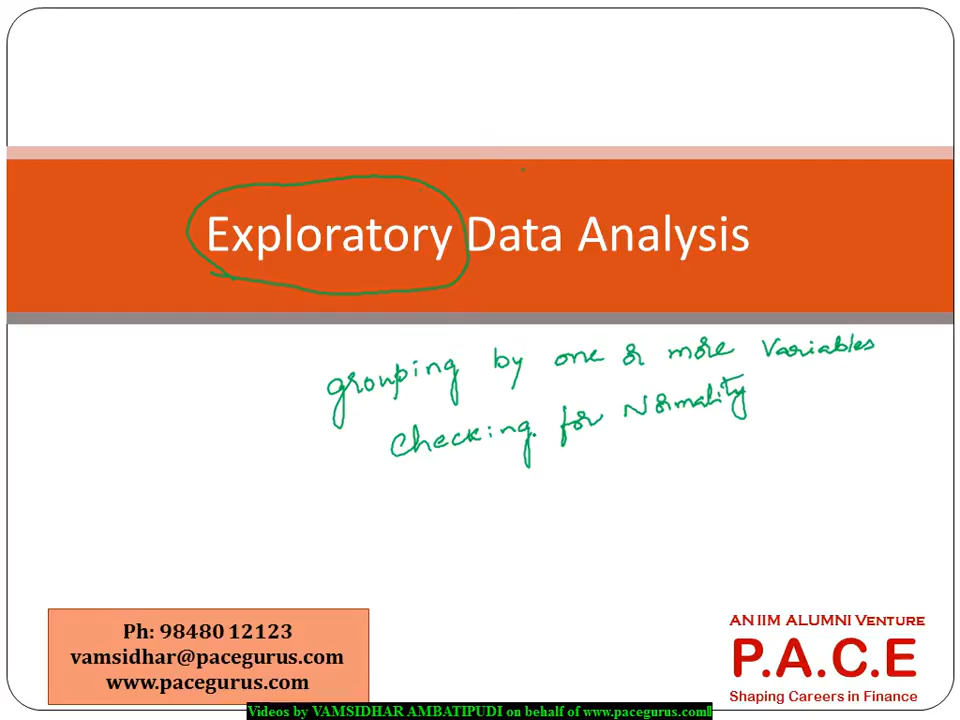 Exploratory Data Analysis
grouping by one or more variables
checking for Normality
Ph: 98480 12123
vamsidhar@pacegurus.com
www.pacegurus.com
AN IIM ALUMNI VENTURE
P.A.C.E
Shaping Careers in Finance
Videos by VAMSIDHAR AMBATIPUDI on behalf of www.pacegurus.com